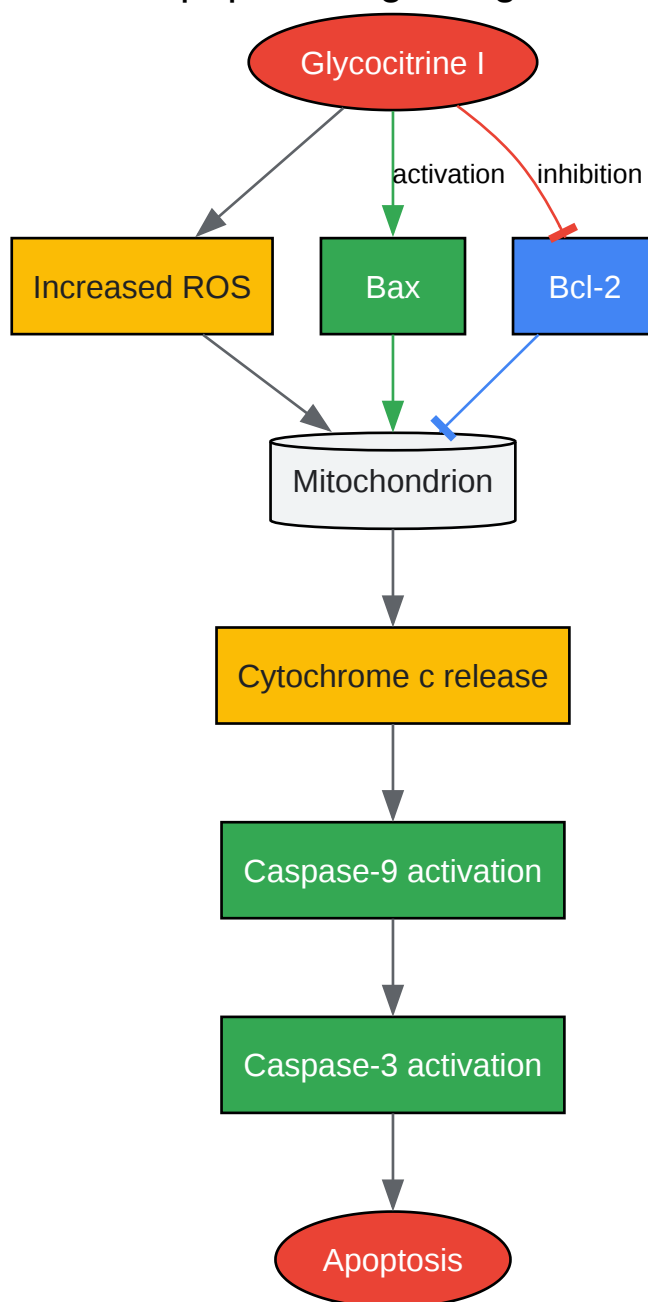 Glycocitrine I
activation
inhibition
Increased ROS
Bax
Bcl-2
Mitochondrion
Cytochrome c release
Caspase-9 activation
Caspase-3 activation
Apoptosis